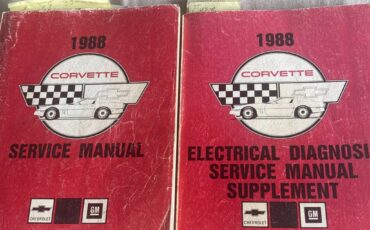 1988
CORVETTE
SERVICE MANUAL
CHEVROLET
GM
1988
CORVETTE
ELECTRICAL DIAGNOSI
SERVICE MANUAL
SUPPLEMENT
CHEVROLET
GM